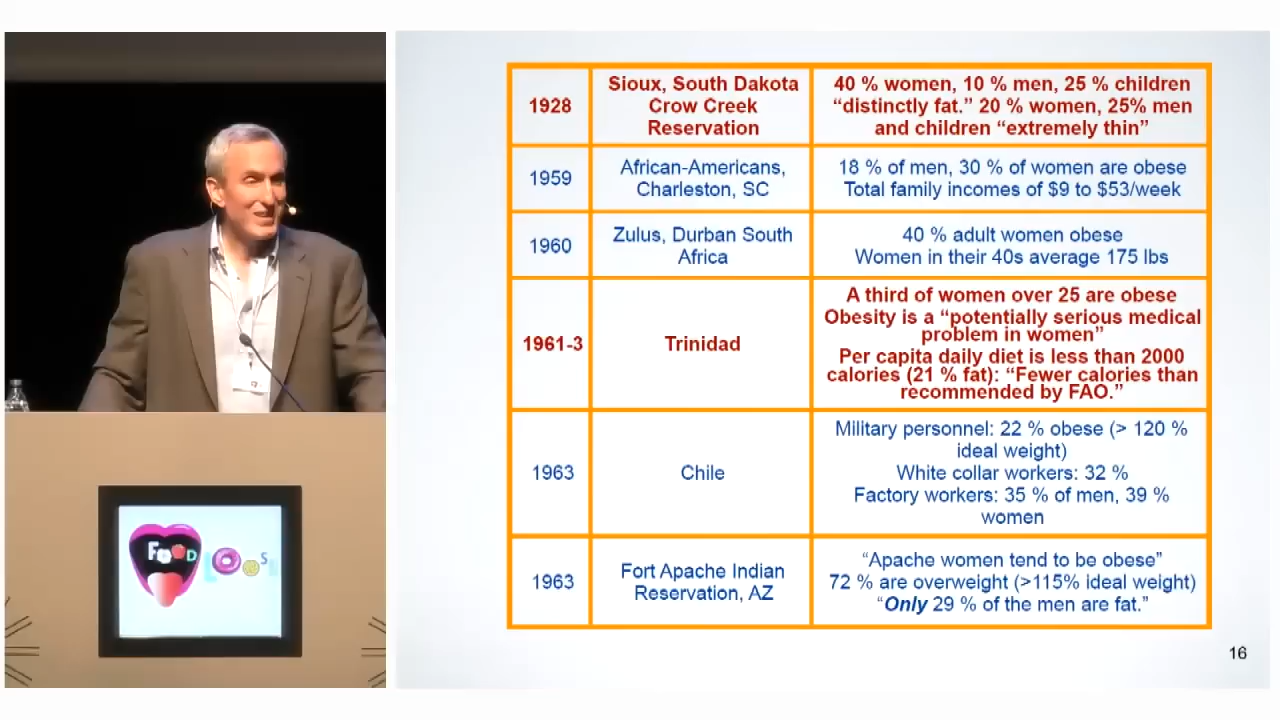 1928
Sioux, South Dakota
Crow Creek
Reservation
40 % women, 10 % men, 25 % children
“distinctly fat.” 20 % women, 25% men
and children “extremely thin”
1959
African-Americans,
Charleston, SC
18 % of men, 30 % of women are obese
Total family incomes of $9 to $53/week
1960
Zulus, Durban South
Africa
40 % adult women obese
Women in their 40s average 175 lbs
1961-3
Trinidad
A third of women over 25 are obese
Obesity is a “potentially serious medical
problem in women”
Per capita daily diet is less than 2000
calories (21 % fat): “Fewer calories than
recommended by FAO.”
1963
Chile
Military personnel: 22 % obese (> 120 %
ideal weight)
White collar workers: 32 %
Factory workers: 35 % of men, 39 %
women
1963
Fort Apache Indian
Reservation, AZ
“Apache women tend to be obese”
72 % are overweight (>115% ideal weight)
“Only 29 % of the men are fat.”
16
FooD